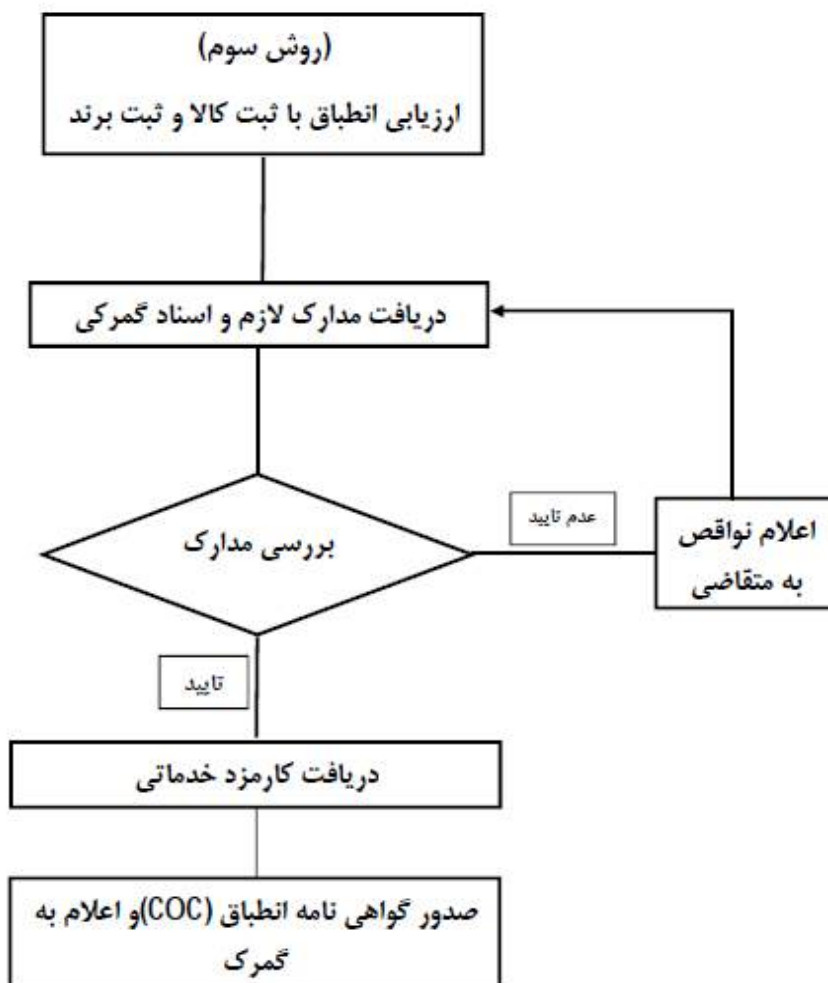 (روش سوم)
ارزیابی انطباق با ثبت کالا و ثبت برند
دریافت مدارک لازم و اسناد گمرکی
بررسی مدارک
عدم تایید
اعلام نواقص
به متقاضی
تایید
دریافت کارمزد خدماتی
صدور گواهی نامه انطباق (COC)و اعلام به
گمرک